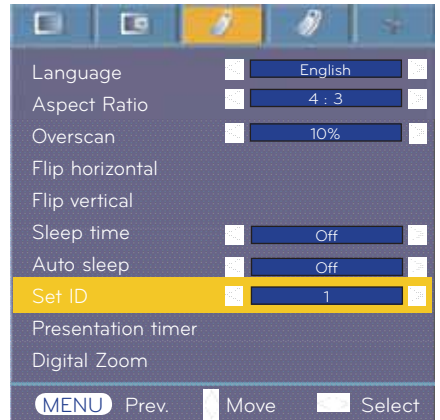 Language English
Aspect Ratio 4 : 3
Overscan 10%
Flip horizontal
Flip vertical
Sleep time Off
Auto sleep Off
Set ID 1
Presentation timer
Digital Zoom
MENU Prev. Move Select